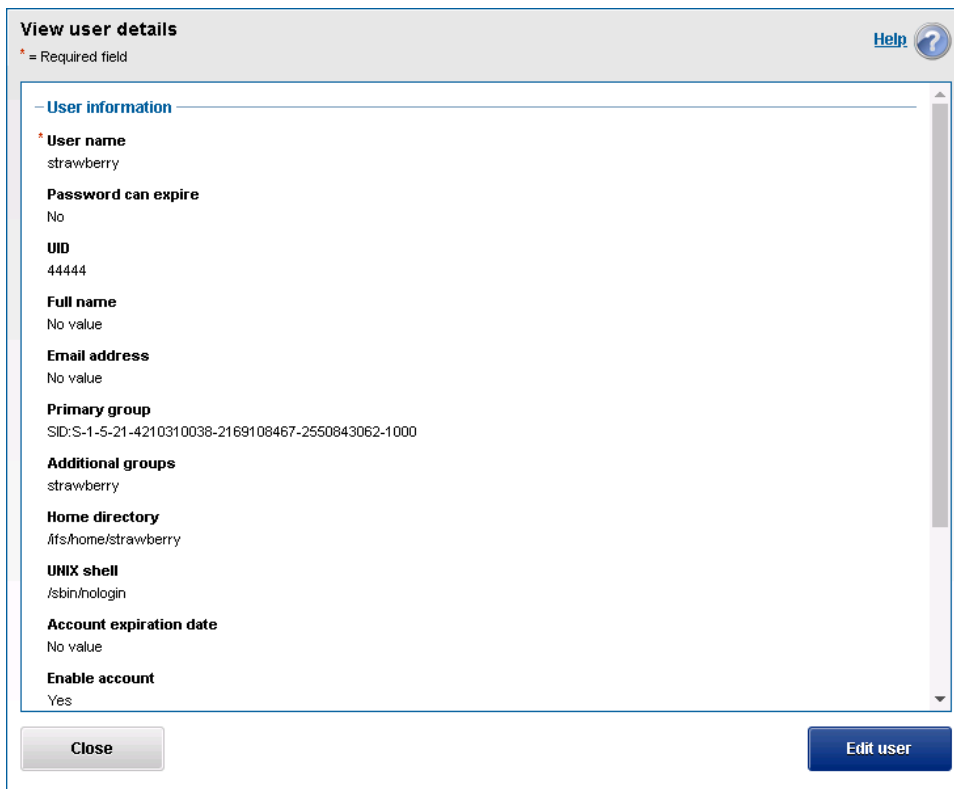 View user details
* = Required field
Help
User information
* User name
strawberry
Password can expire
No
UID
44444
Full name
No value
Email address
No value
Primary group
SID:S-1-5-21-4210310038-2169108467-2550843062-1000
Additional groups
strawberry
Home directory
/ifs/home/strawberry
UNIX shell
/sbin/nologin
Account expiration date
No value
Enable account
Yes
Close
Edit user